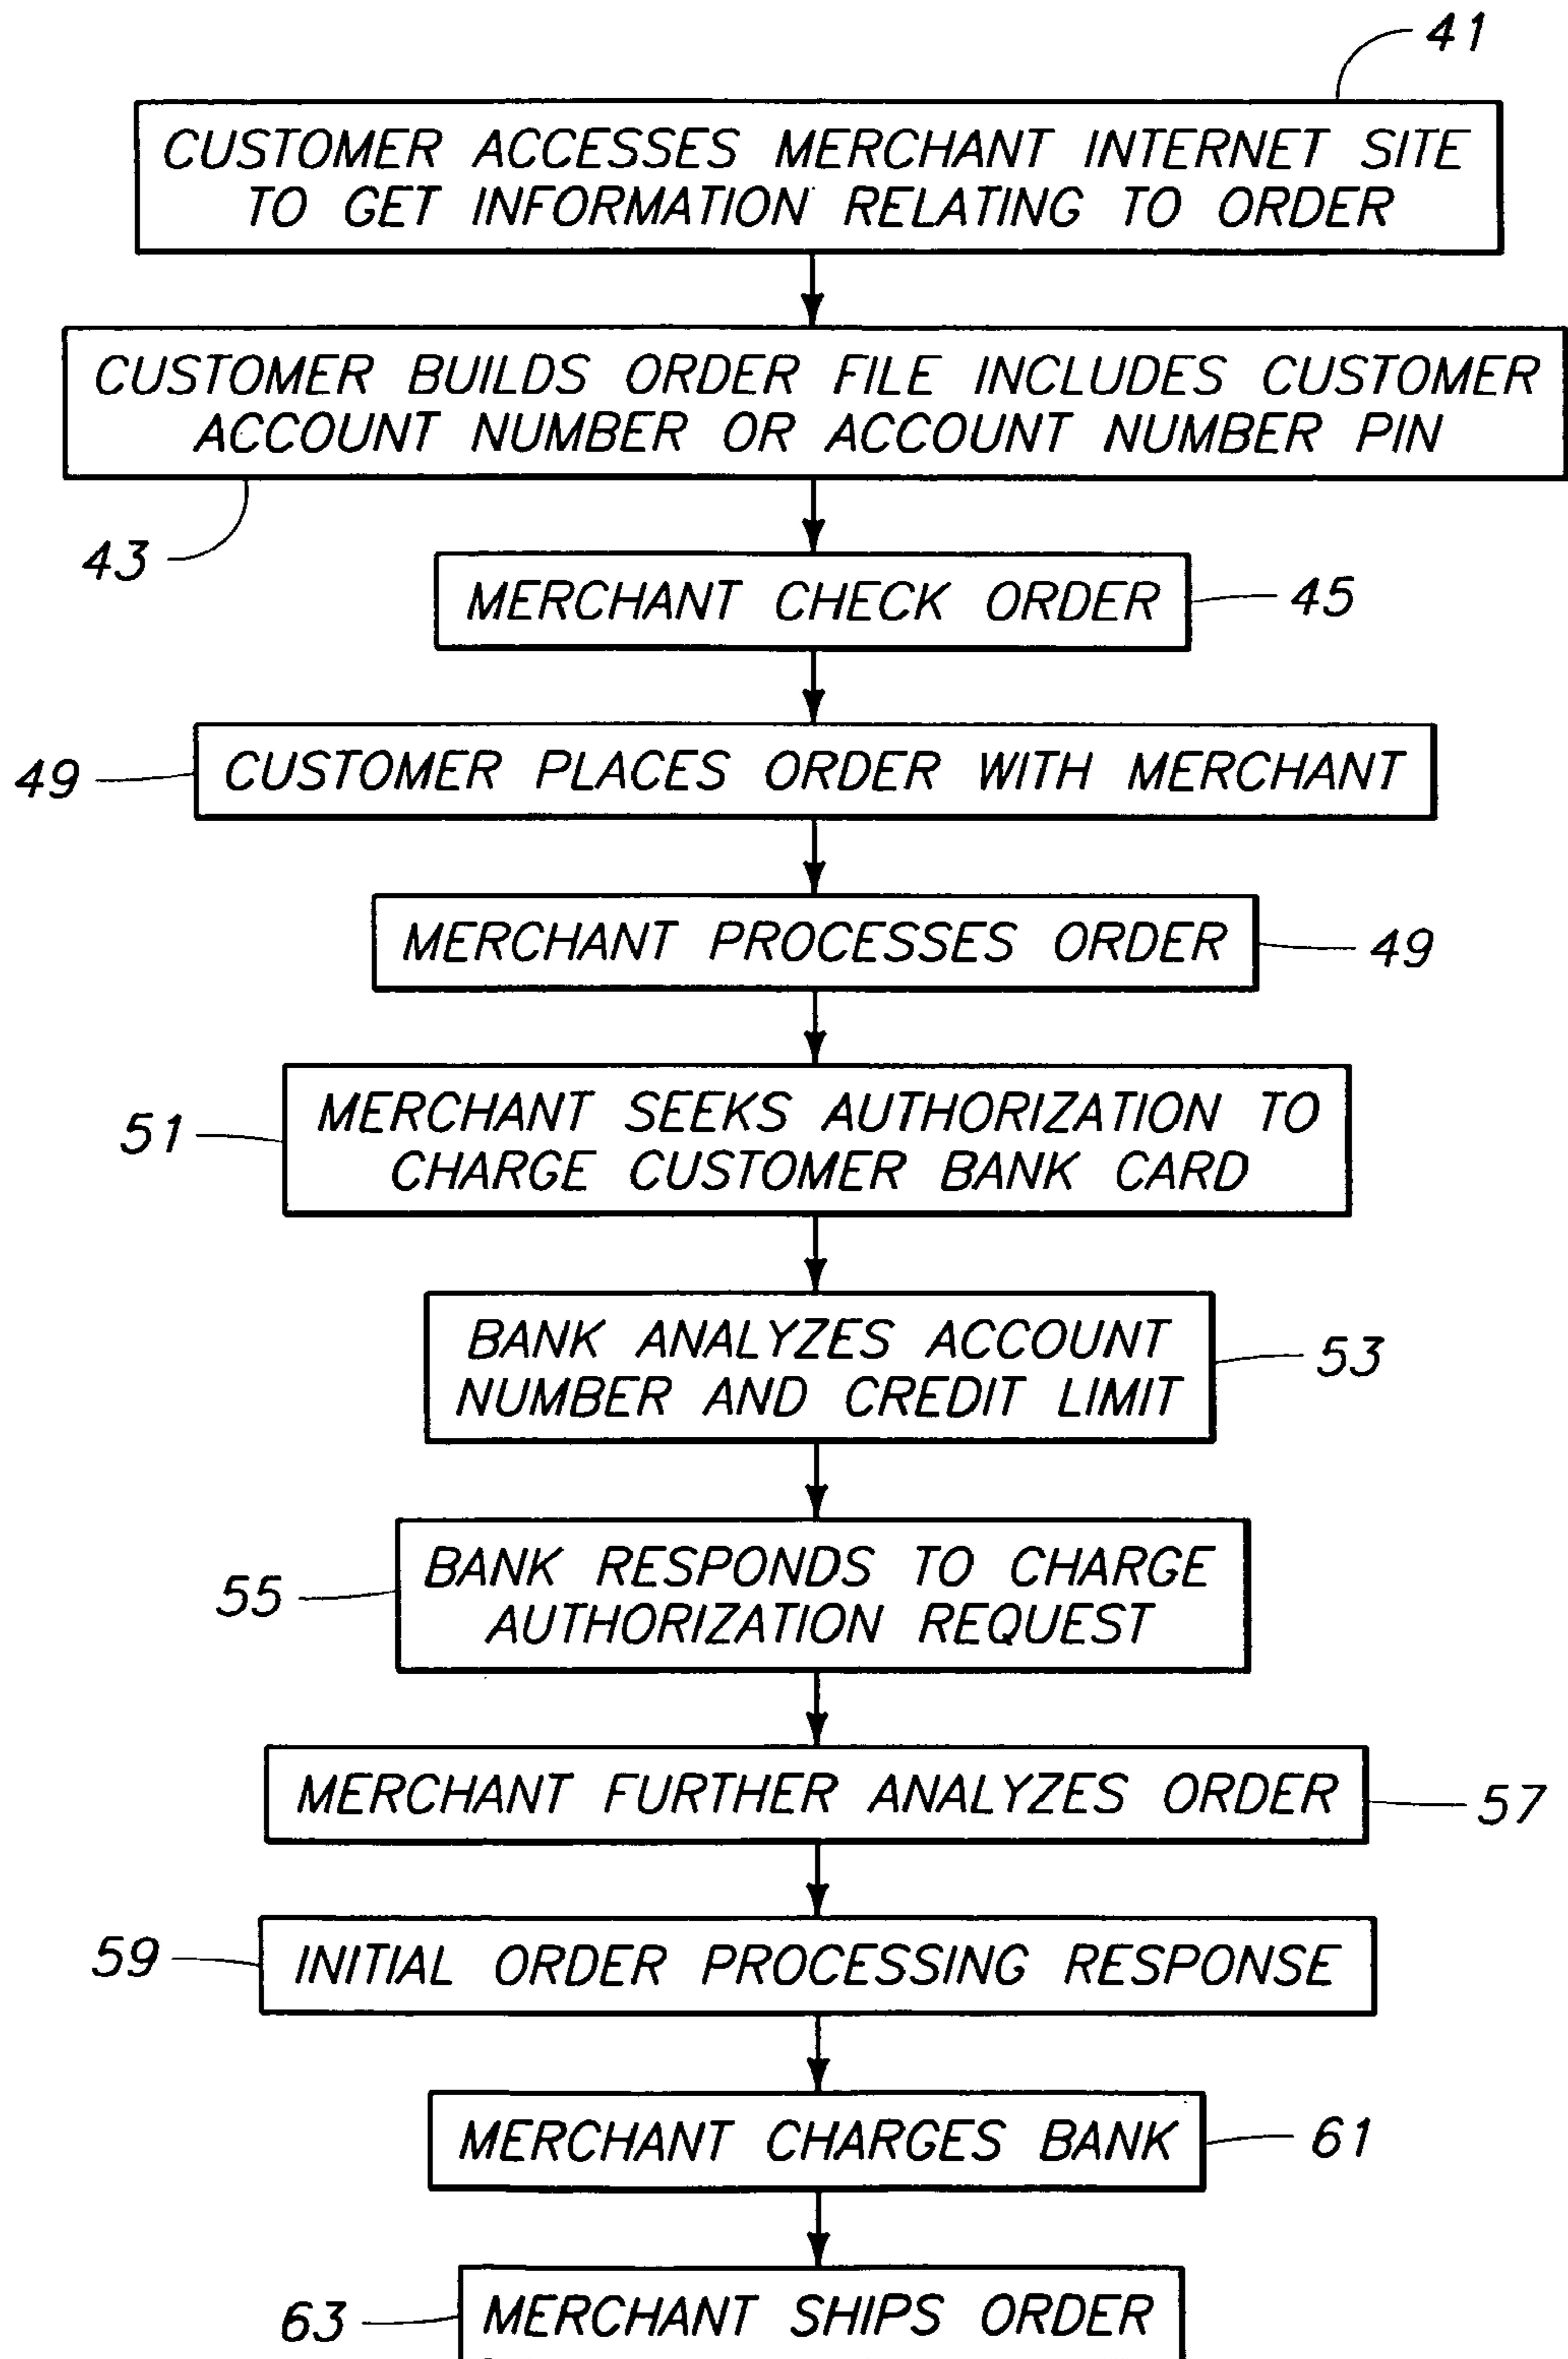 41
CUSTOMER ACCESSES MERCHANT INTERNET SITE
TO GET INFORMATION RELATING TO ORDER
CUSTOMER BUILDS ORDER FILE INCLUDES CUSTOMER
ACCOUNT NUMBER OR ACCOUNT NUMBER PIN
43
MERCHANT CHECK ORDER
45
49
CUSTOMER PLACES ORDER WITH MERCHANT
MERCHANT PROCESSES ORDER
49
51
MERCHANT SEEKS AUTHORIZATION TO
CHARGE CUSTOMER BANK CARD
BANK ANALYZES ACCOUNT
NUMBER AND CREDIT LIMIT
53
55
BANK RESPONDS TO CHARGE
AUTHORIZATION REQUEST
MERCHANT FURTHER ANALYZES ORDER
57
59
INITIAL ORDER PROCESSING RESPONSE
MERCHANT CHARGES BANK
61
63
MERCHANT SHIPS ORDER